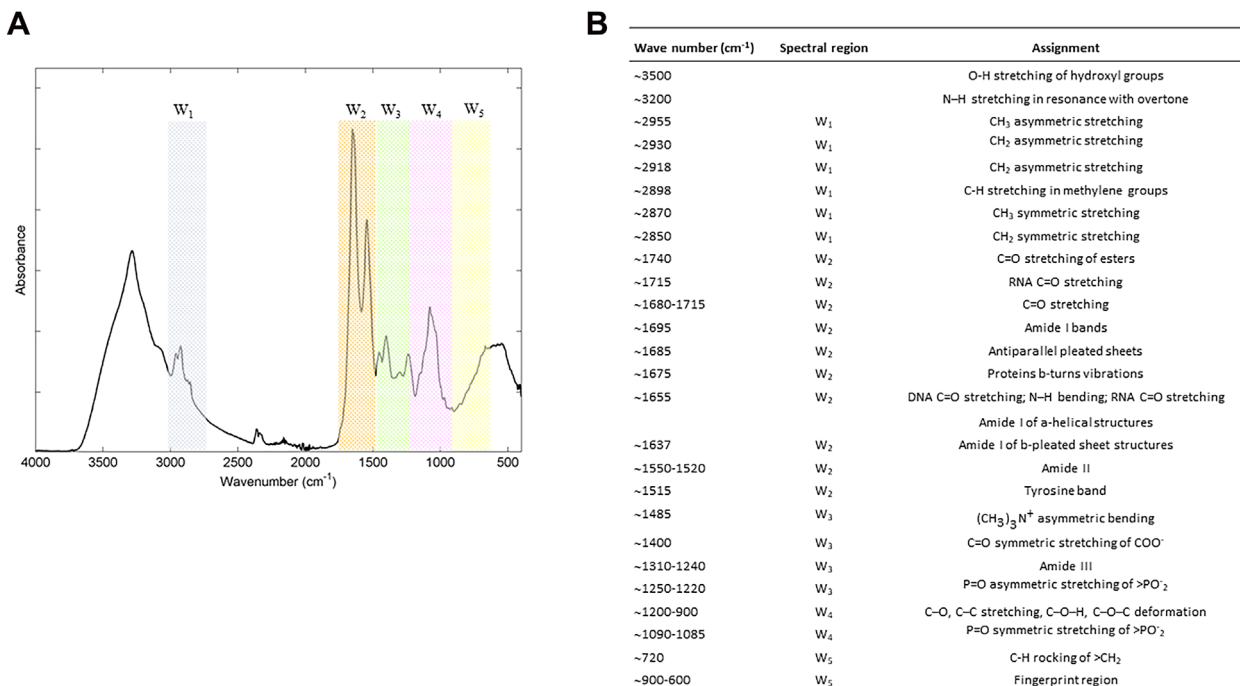 A
W₁
W₂
W₃
W₄
W₅
Absorbance
4000 3500 3000 2500 2000 1500 1000 500
Wavenumber (cm⁻¹)
B
Wave number (cm⁻¹) Spectral region Assignment
~3500 O-H stretching of hydroxyl groups
~3200 N–H stretching in resonance with overtone
~2955 W₁ CH₃ asymmetric stretching
~2930 W₁ CH₂ asymmetric stretching
~2918 W₁ CH₂ asymmetric stretching
~2898 W₁ C-H stretching in methylene groups
~2870 W₁ CH₃ symmetric stretching
~2850 W₁ CH₂ symmetric stretching
~1740 W₂ C=O stretching of esters
~1715 W₂ RNA C=O stretching
~1680-1715 W₂ C=O stretching
~1695 W₂ Amide I bands
~1685 W₂ Antiparallel pleated sheets
~1675 W₂ Proteins b-turns vibrations
~1655 W₂ DNA C=O stretching; N–H bending; RNA C=O stretching
Amide I of a-helical structures
~1637 W₂ Amide I of b-pleated sheet structures
~1550-1520 W₂ Amide II
~1515 W₂ Tyrosine band
~1485 W₃ (CH₃)₃N⁺ asymmetric bending
~1400 W₃ C=O symmetric stretching of COO⁻
~1310-1240 W₃ Amide III
~1250-1220 W₃ P=O asymmetric stretching of >PO⁻₂
~1200-900 W₄ C–O, C–C stretching, C–O–H, C–O–C deformation
~1090-1085 W₄ P=O symmetric stretching of >PO⁻₂
~720 W₅ C-H rocking of >CH₂
~900-600 W₅ Fingerprint region